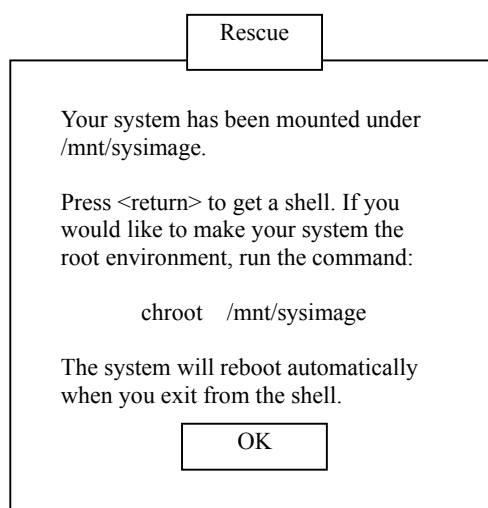 Rescue
Your system has been mounted under
/mnt/sysimage.
Press <return> to get a shell. If you
would like to make your system the
root environment, run the command:
chroot /mnt/sysimage
The system will reboot automatically
when you exit from the shell.
OK